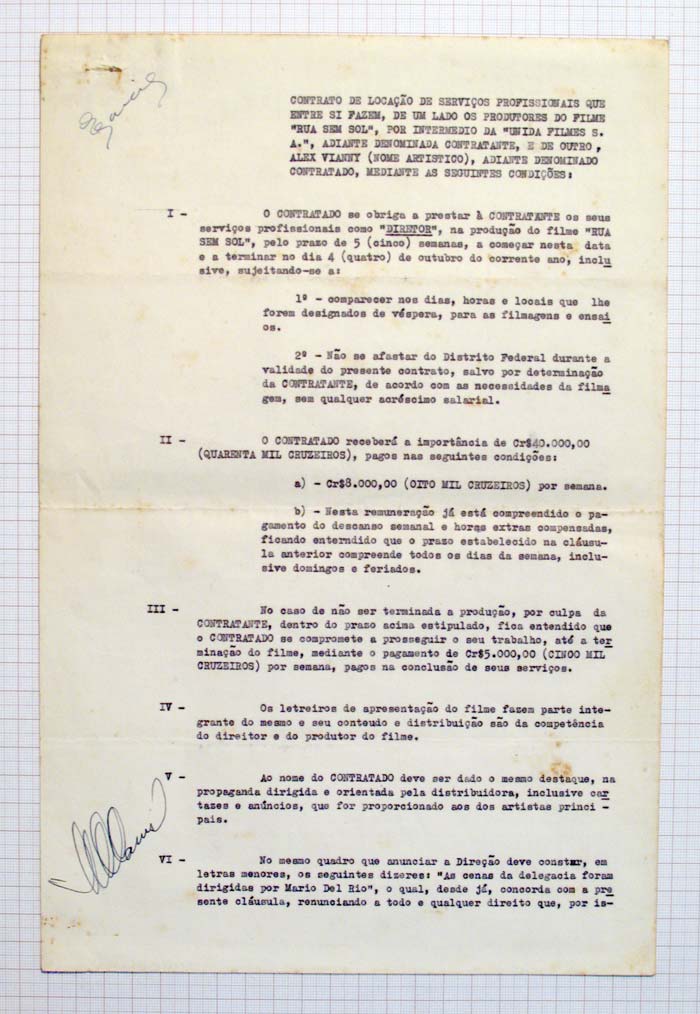 CONTRATO DE LOCAÇÃO DE SERVIÇOS PROFISSIONAIS QUE
ENTRE SI FAZEM, DE UM LADO OS PRODUTORES DO FILME
"RUA SEM SOL", POR INTERMEDIO DA "UNIDA FILMES S.
A.", ADIANTE DENOMINADA CONTRATANTE, E DE OUTRO,
ALEX VIANNY (NOME ARTISTICO), ADIANTE DENOMINADO
CONTRATADO, MEDIANTE AS SEGUINTES CONDIÇÕES:
I - O CONTRATADO se obriga a prestar à CONTRATANTE os seus
serviços profissionais como "DIRETOR", na produção do filme "RUA
SEM SOL", pelo prazo de 5 (cinco) semanas, a começar nesta data
e a terminar no dia 4 (quatro) de outubro do corrente ano, inclu
sive, sujeitando-se a:
1º - comparecer nos dias, horas e locais que lhe
forem designados de véspera, para as filmagens e ensai
os.
2º - Não se afastar do Distrito Federal durante a
validade do presente contrato, salvo por determinação
da CONTRATANTE, de acordo com as necessidades da filma
gem, sem qualquer acréscimo salarial.
II - O CONTRATADO receberá a importância de Cr$40.000,00
(QUARENTA MIL CRUZEIROS), pagos nas seguintes condições:
a) - Cr$8.000,00 (OITO MIL CRUZEIROS) por semana.
b) - Nesta remuneração já está compreendido o pa-
gamento do descanso semanal e horas extras compensadas,
ficando enterndido que o prazo estabelecido na cláusu-
la anterior compreende todos os dias da semana, inclu-
sive domingos e feriados.
III - No caso de não ser terminada a produção, por culpa da
CONTRATANTE, dentro do prazo acima estipulado, fica entendido que
o CONTRATADO se compromete a prosseguir o seu trabalho, até a ter
minação do filme, mediante o pagamento de Cr$5.000,00 (CINCO MIL
CRUZEIROS) por semana, pagos na conclusão de seus serviços.
IV - Os letreiros de apresentação do filme fazem parte inte-
grante do mesmo e seu conteudo e distribuição são da competência
do direitor e do produtor do filme.
V - Ao nome do CONTRATADO deve ser dado o mesmo destaque, na
propaganda dirigida e orientada pela distribuidora, inclusive car
tazes e anúncios, que for proporcionado aos dos artistas princi -
pais.
VI - No mesmo quadro que anunciar a Direção deve constar, em
letras menores, os seguintes dizeres: "As cenas da delegacia foram
dirigidas por Mario Del Rio", o qual, desde já, concorda com a pre
sente cláusula, renunciando a todo e qualquer direito que, por is-